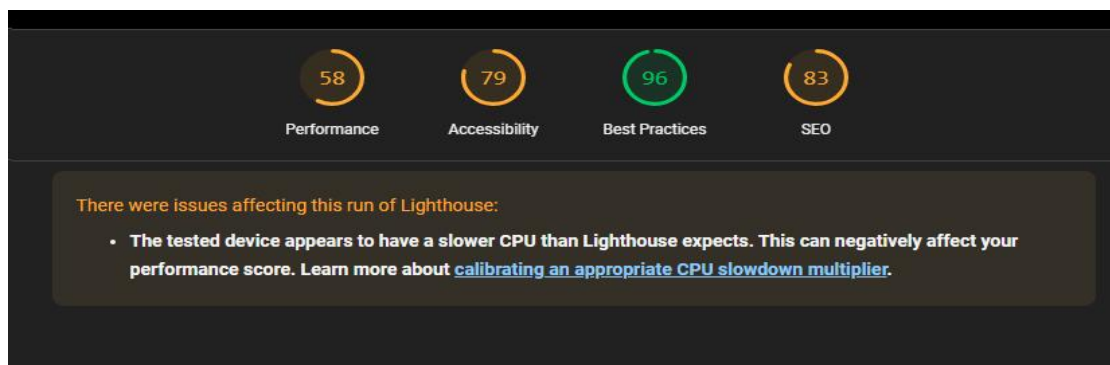 58 79 96 83
Performance Accessibility Best Practices SEO
There were issues affecting this run of Lighthouse:
• The tested device appears to have a slower CPU than Lighthouse expects. This can negatively affect your
performance score. Learn more about calibrating an appropriate CPU slowdown multiplier.